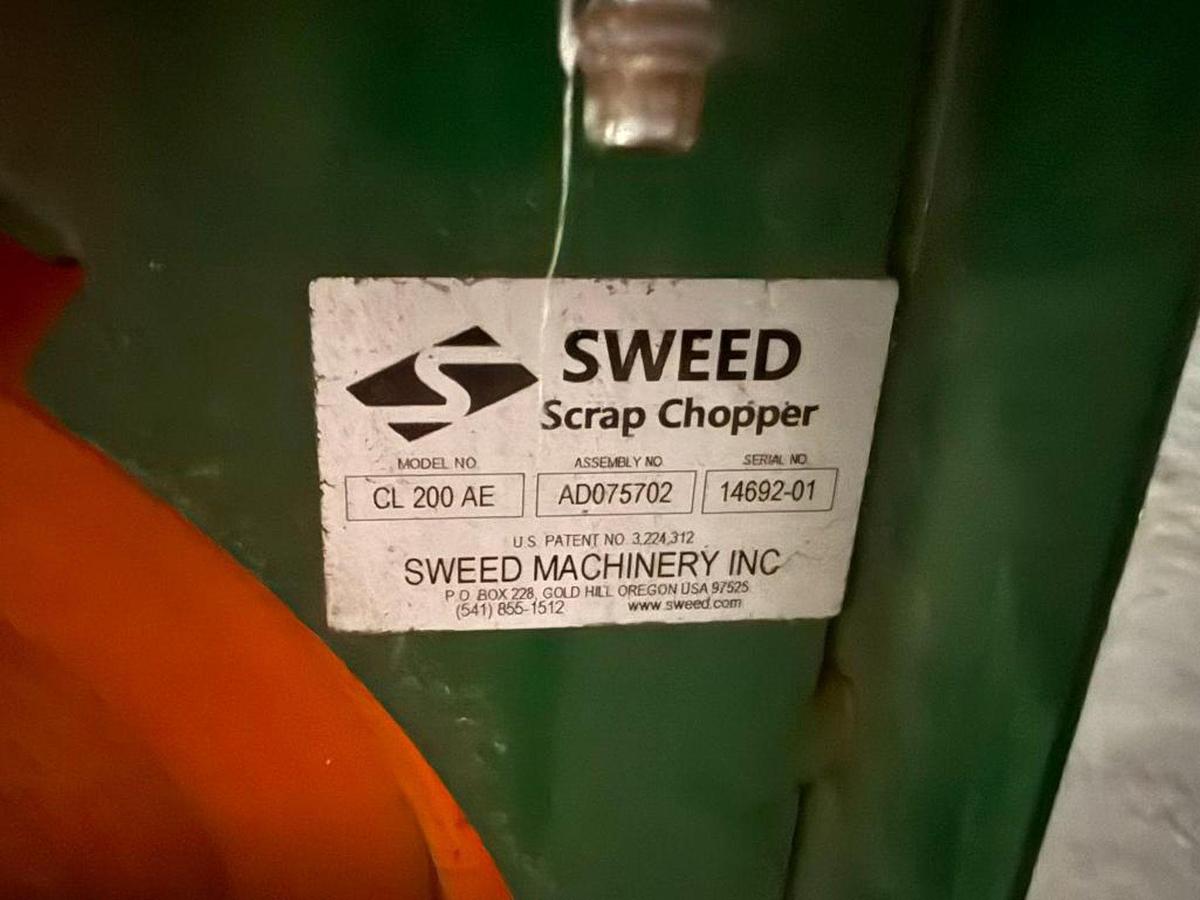 SWEED
Scrap Chopper
MODEL NO ASSEMBLY NO SERIAL NO.
CL 200 AE AD075702 14692-01
U.S. PATENT NO. 3,224,312
SWEED MACHINERY INC
P.O. BOX 228, GOLD HILL OREGON USA 97525
(541) 855-1512 www.sweed.com